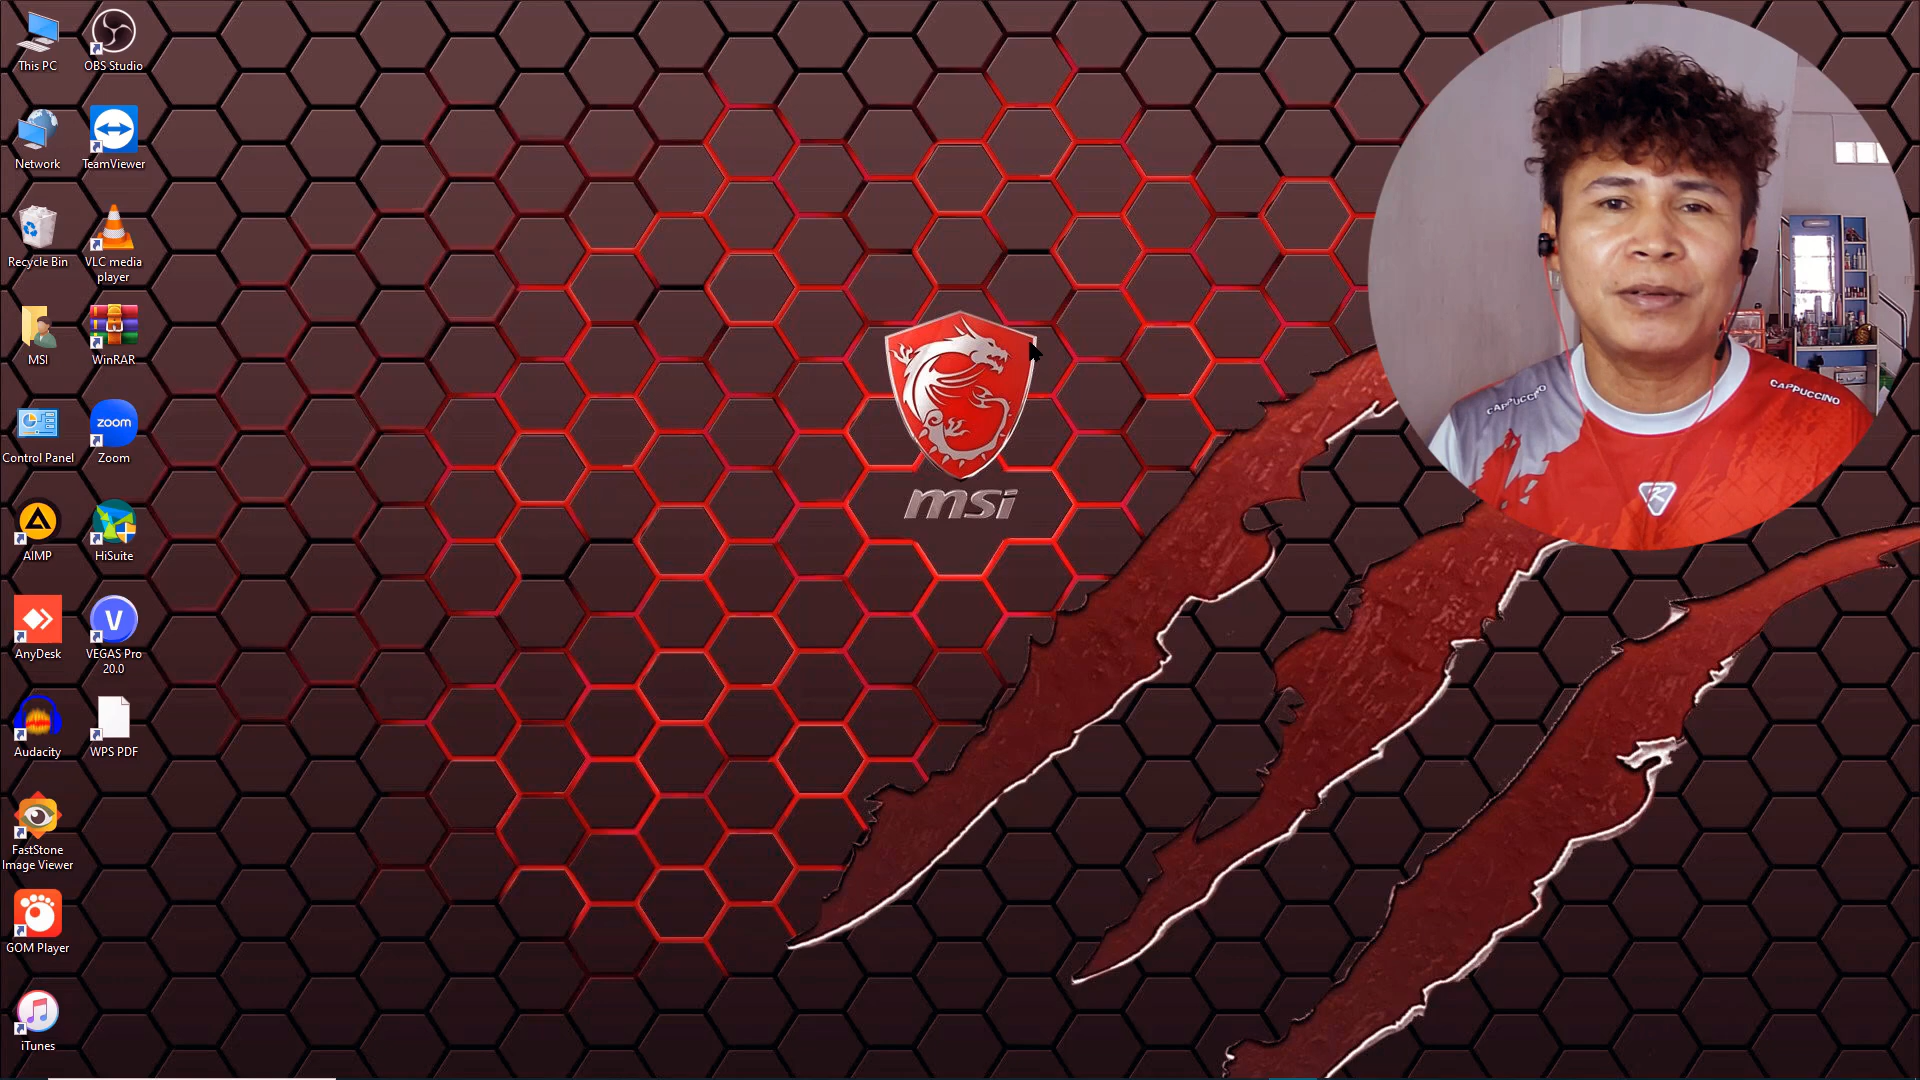 This PC
OBS Studio
Network
TeamViewer
Recycle Bin
VLC media
player
MSI
WinRAR
Control Panel
zoom
Zoom
AIMP
HiSuite
AnyDesk
V
VEGAS Pro
20.0
Audacity
WPS PDF
FastStone
Image Viewer
GOM Player
iTunes
msi
CAPPUCCINO
CAPPUCCINO
K